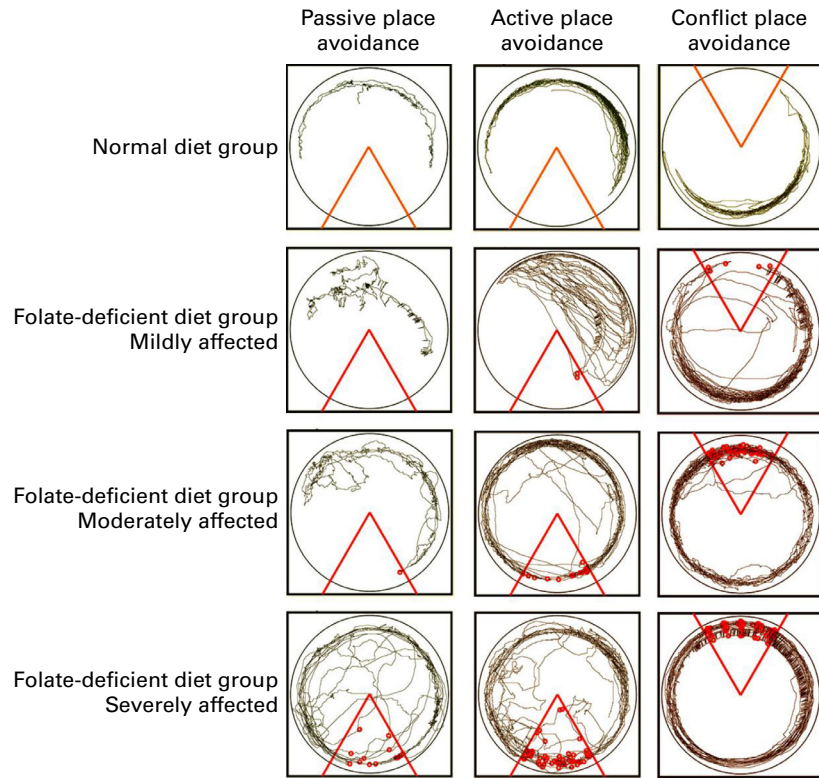 Passive place
avoidance
Active place
avoidance
Conflict place
avoidance
Normal diet group
Folate-deficient diet group
Mildly affected
Folate-deficient diet group
Moderately affected
Folate-deficient diet group
Severely affected